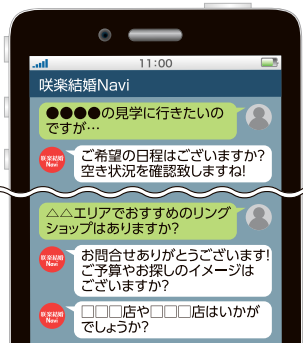 11:00
咲楽結婚Navi
●●●●の見学に行きたいの
ですが…
咲楽結婚
Navi
ご希望の日程はございますか?
空き状況を確認致しますね!
△△エリアでおすすめのリング
ショップはありますか?
咲楽結婚
Navi
お問合せありがとうございます!
ご予算やお探しのイメージは
ございますか?
咲楽結婚
Navi
□□□店や□□□店はいかが
でしょうか?